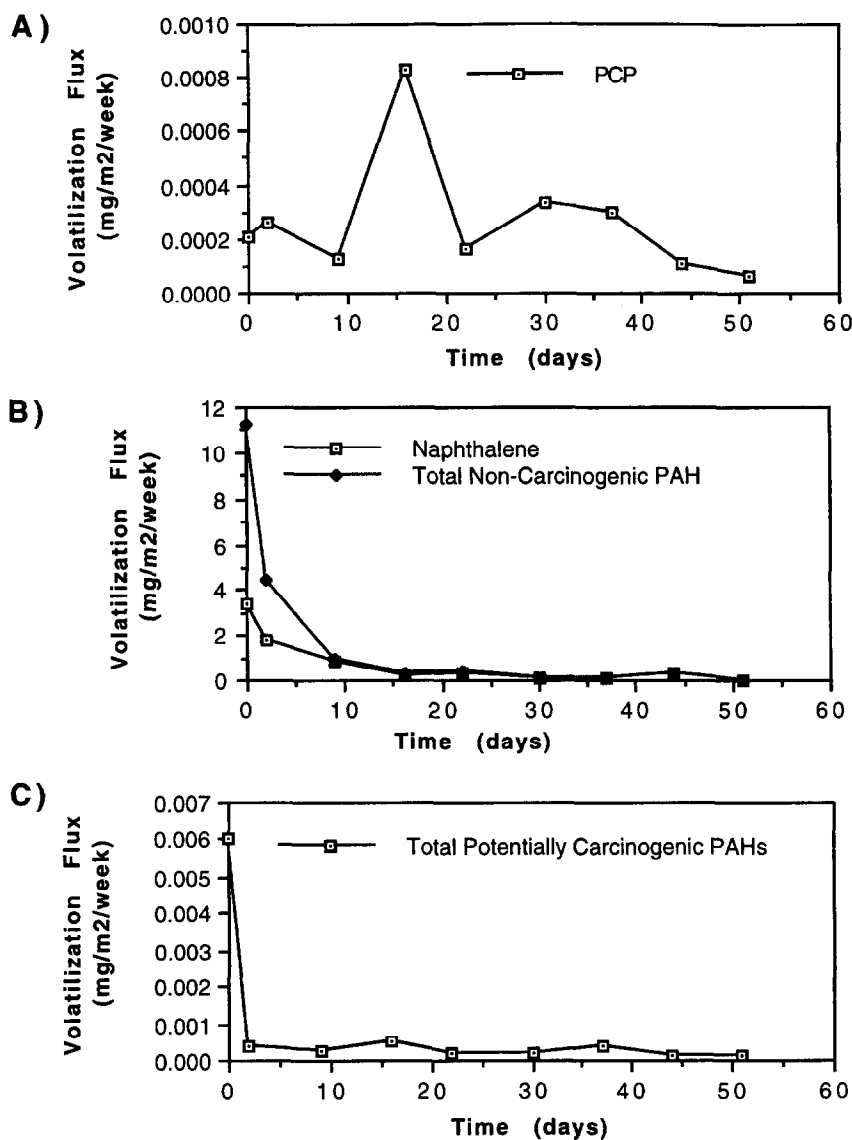 A)
Volatilization Flux
(mg/m2/week)
0.0010
0.0008
0.0006
0.0004
0.0002
0.0000
PCP
0 10 20 30 40 50 60
Time (days)
B)
Volatilization Flux
(mg/m2/week)
12
10
8
6
4
2
0
Naphthalene
Total Non-Carcinogenic PAH
0 10 20 30 40 50 60
Time (days)
C)
Volatilization Flux
(mg/m2/week)
0.007
0.006
0.005
0.004
0.003
0.002
0.001
0.000
Total Potentially Carcinogenic PAHs
0 10 20 30 40 50 60
Time (days)